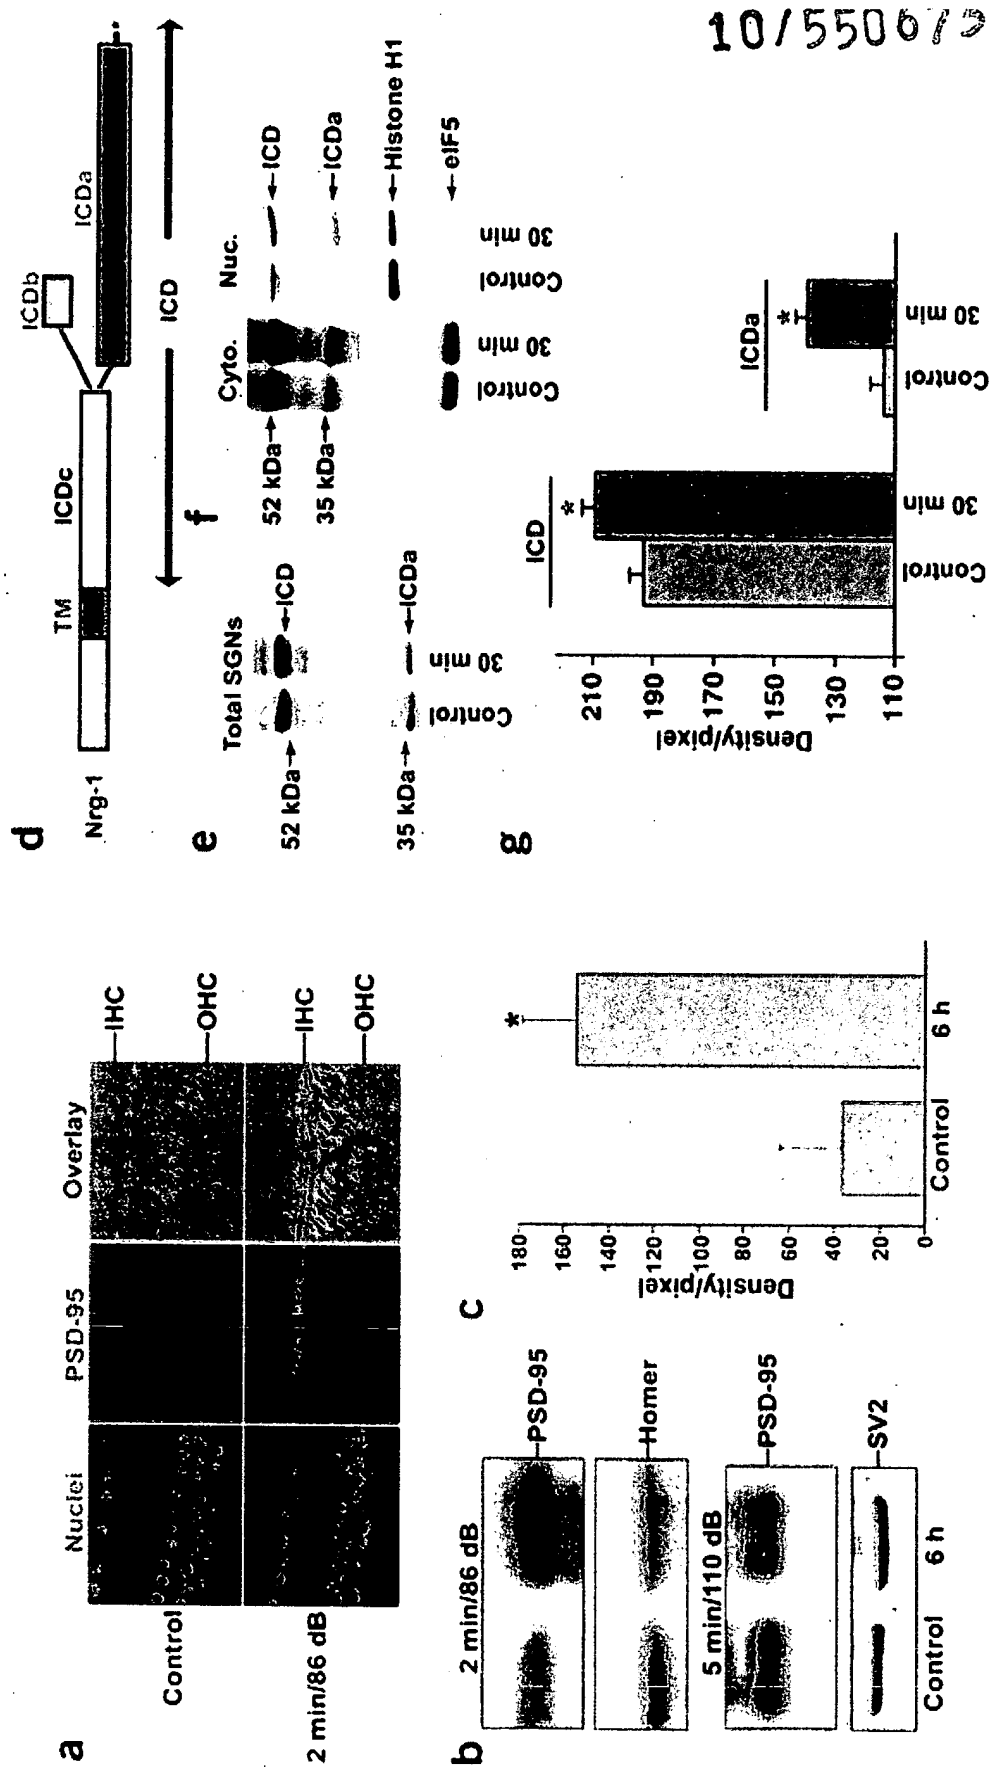 10/550675
a
Nuclei PSD-95 Overlay
Control
IHC
OHC
2 min/86 dB
IHC
OHC
b
2 min/86 dB
PSD-95
Homer
5 min/110 dB
PSD-95
SV2
Control 6 h
c
Density/pixel
180
160
140
120
100
80
60
40
20
0
*
Control 6 h
d
Nrg-1
TM ICDc ICDb ICDa
ICD
e
Total SGNs
52 kDa ICD
35 kDa ICDa
Control 30 min
f
Cyto. Nuc.
52 kDa ICD
35 kDa ICDa
Histone H1
eIF5
Control 30 min Control 30 min
g
Density/pixel
210
190
170
150
130
110
ICD
*
ICDa
*
Control 30 min Control 30 min